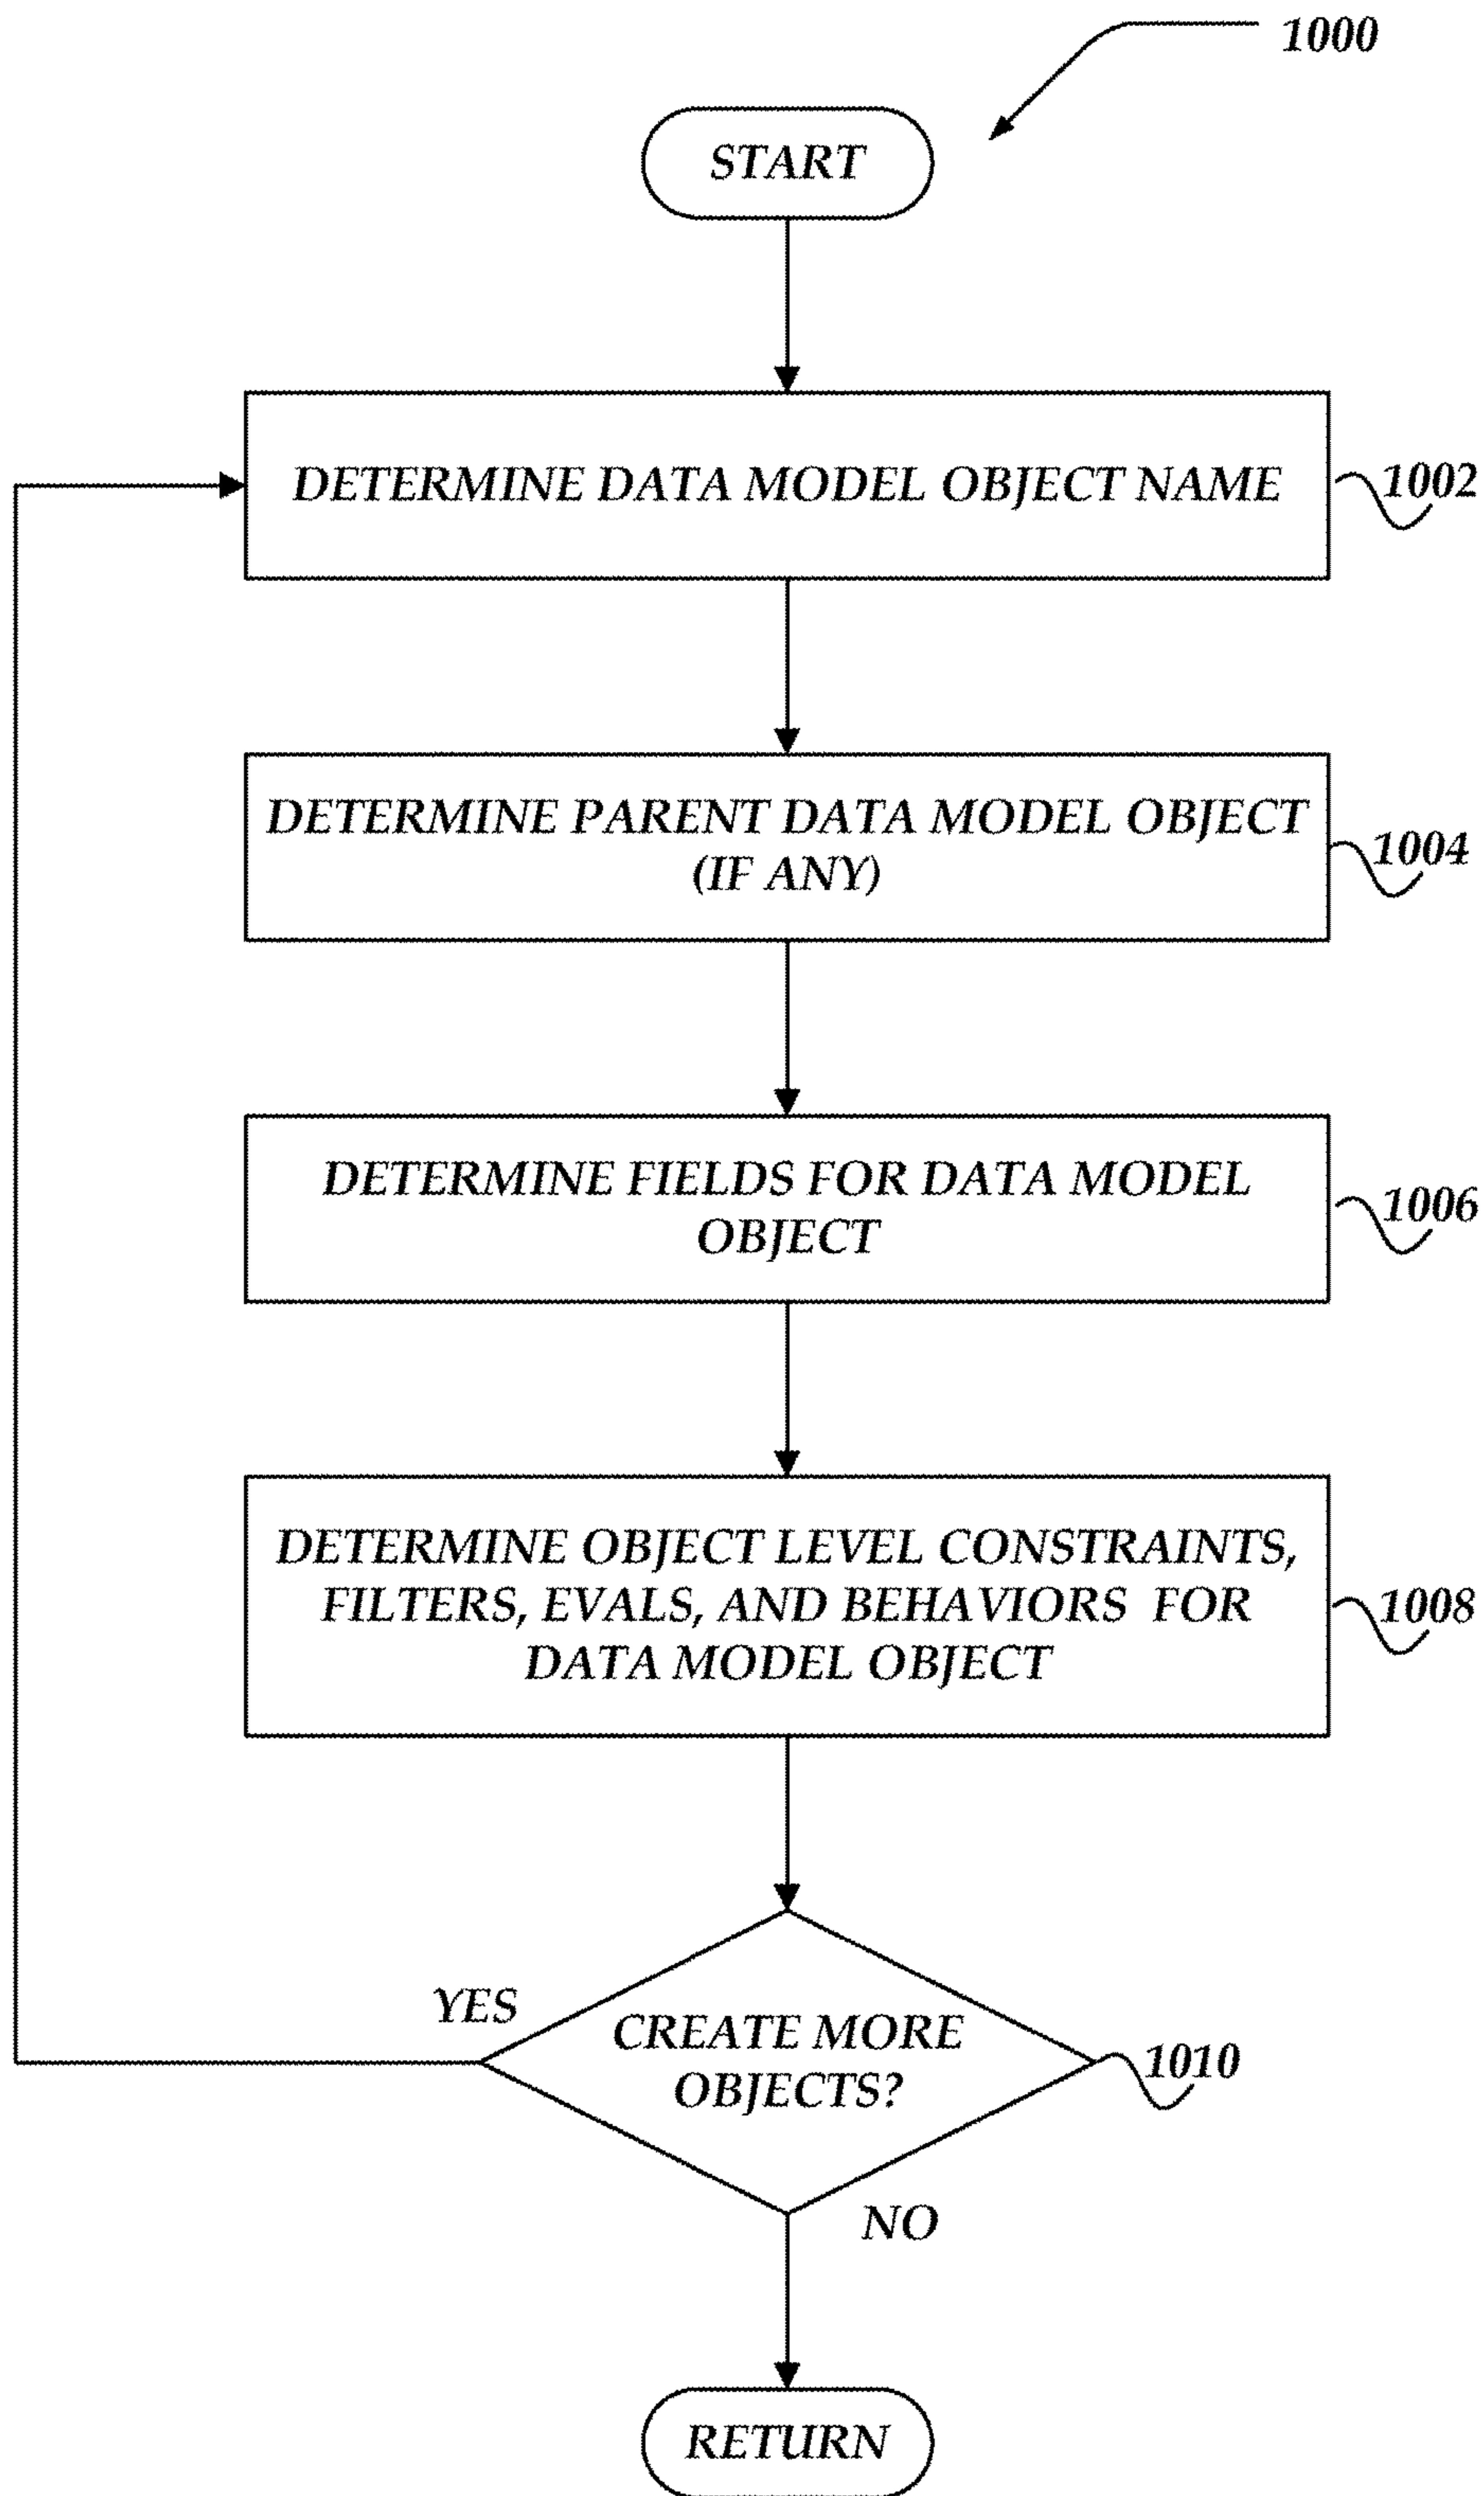 1000
START
DETERMINE DATA MODEL OBJECT NAME
1002
DETERMINE PARENT DATA MODEL OBJECT
(IF ANY)
1004
DETERMINE FIELDS FOR DATA MODEL
OBJECT
1006
DETERMINE OBJECT LEVEL CONSTRAINTS,
FILTERS, EVALS, AND BEHAVIORS FOR
DATA MODEL OBJECT
1008
YES
CREATE MORE
OBJECTS?
1010
NO
RETURN